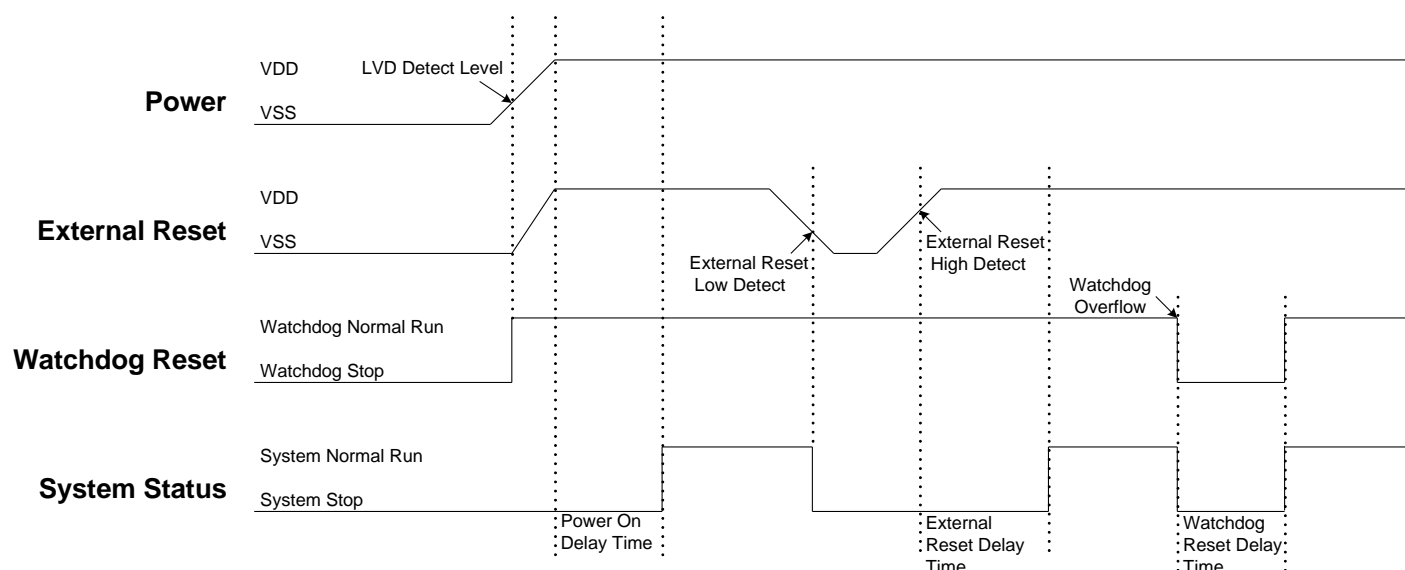 VDD
LVD Detect Level
Power
VSS
VDD
External Reset
VSS
External Reset
Low Detect
External Reset
High Detect
Watchdog
Overflow
Watchdog Normal Run
Watchdog Reset
Watchdog Stop
System Normal Run
System Status
System Stop
Power On
Delay Time
External
Reset Delay
Time
Watchdog
Reset Delay
Time